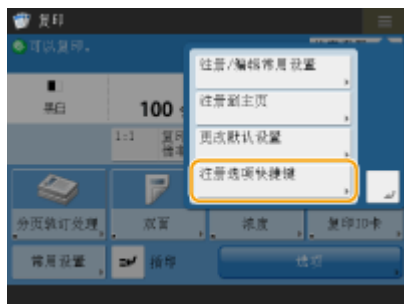 复印
可以复印。
注册/编辑常用设置
注册到主页
更改默认设置
注册选项快捷键
黑白
100
1:1
分页装订处理
双面
浓度
复印ID卡
常用设置
插印
选项